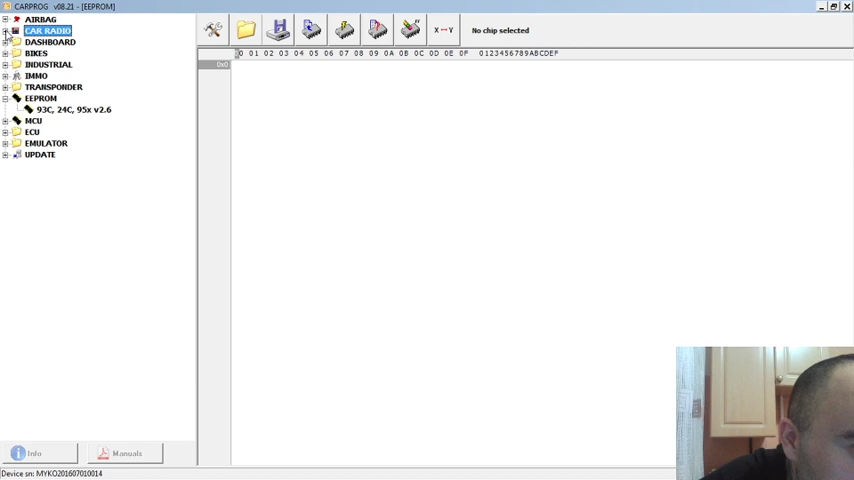 CARPROG v08.21 - [EEPROM]
AIRBAG
CAR RADIO
DASHBOARD
BIKES
INDUSTRIAL
IMMO
TRANSPONDER
EEPROM
93C, 24C, 95x v2.6
MCU
ECU
EMULATOR
UPDATE
X↔Y
No chip selected
00 01 02 03 04 05 06 07 08 09 0A 0B 0C 0D 0E 0F 0123456789ABCDEF
0x0
Info
Manuals
Device sn: MYKO201607010014